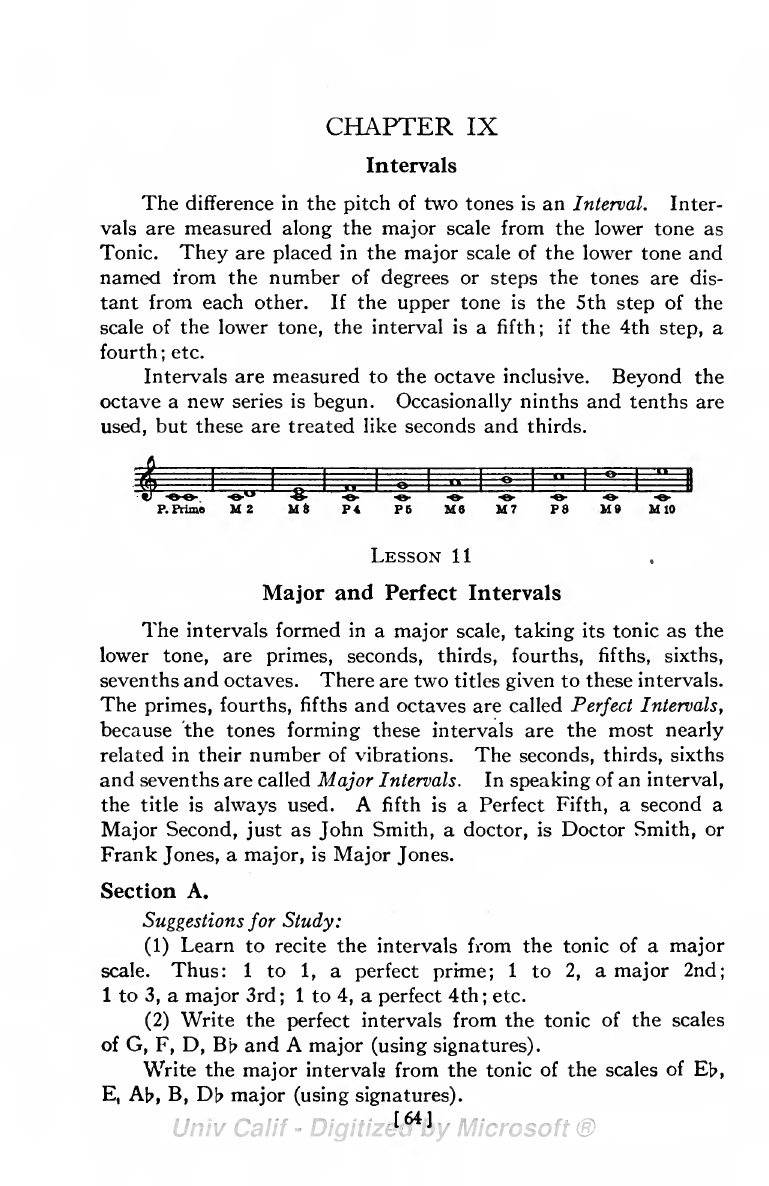 CHAPTER IX
Intervals
The difference in the pitch of two tones is an Interval. Inter-
vals are measured along the major scale from the lower tone as
Tonic. They are placed in the major scale of the lower tone and
named from the number of degrees or steps the tones are dis-
tant from each other. If the upper tone is the 5th step of the
scale of the lower tone, the interval is a fifth; if the 4th step, a
fourth; etc.
Intervals are measured to the octave inclusive. Beyond the
octave a new series is begun. Occasionally ninths and tenths are
used, but these are treated like seconds and thirds.
P. Prime M 2 M 3 P 4 P 5 M 6 M 7 P 8 M 9 M 10
LESSON 11
Major and Perfect Intervals
The intervals formed in a major scale, taking its tonic as the
lower tone, are primes, seconds, thirds, fourths, fifths, sixths,
sevenths and octaves. There are two titles given to these intervals.
The primes, fourths, fifths and octaves are called Perfect Intervals,
because the tones forming these intervals are the most nearly
related in their number of vibrations. The seconds, thirds, sixths
and sevenths are called Major Intervals. In speaking of an interval,
the title is always used. A fifth is a Perfect Fifth, a second a
Major Second, just as John Smith, a doctor, is Doctor Smith, or
Frank Jones, a major, is Major Jones.
Section A.
Suggestions for Study:
(1) Learn to recite the intervals from the tonic of a major
scale. Thus: 1 to 1, a perfect prime; 1 to 2, a major 2nd;
1 to 3, a major 3rd; 1 to 4, a perfect 4th; etc.
(2) Write the perfect intervals from the tonic of the scales
of G, F, D, B♭ and A major (using signatures).
Write the major intervals from the tonic of the scales of E♭,
E, A♭, B, D♭ major (using signatures).
[64]
Univ Calif - Digitized by Microsoft ®